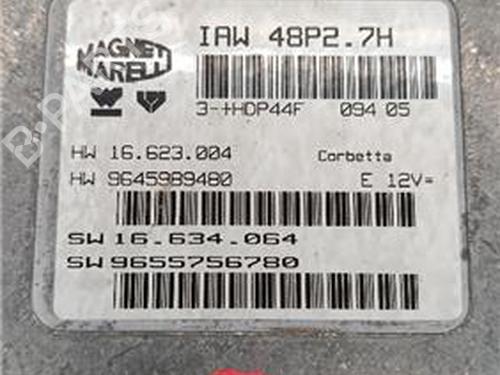 MAGNETI MARELLI
IAW 48P2.7H
3-+HDP44F 094 05
HW 16.623.004 Corbetta
HW 9645989480 E 12V=
SW 16.634.064
SW 9655756780